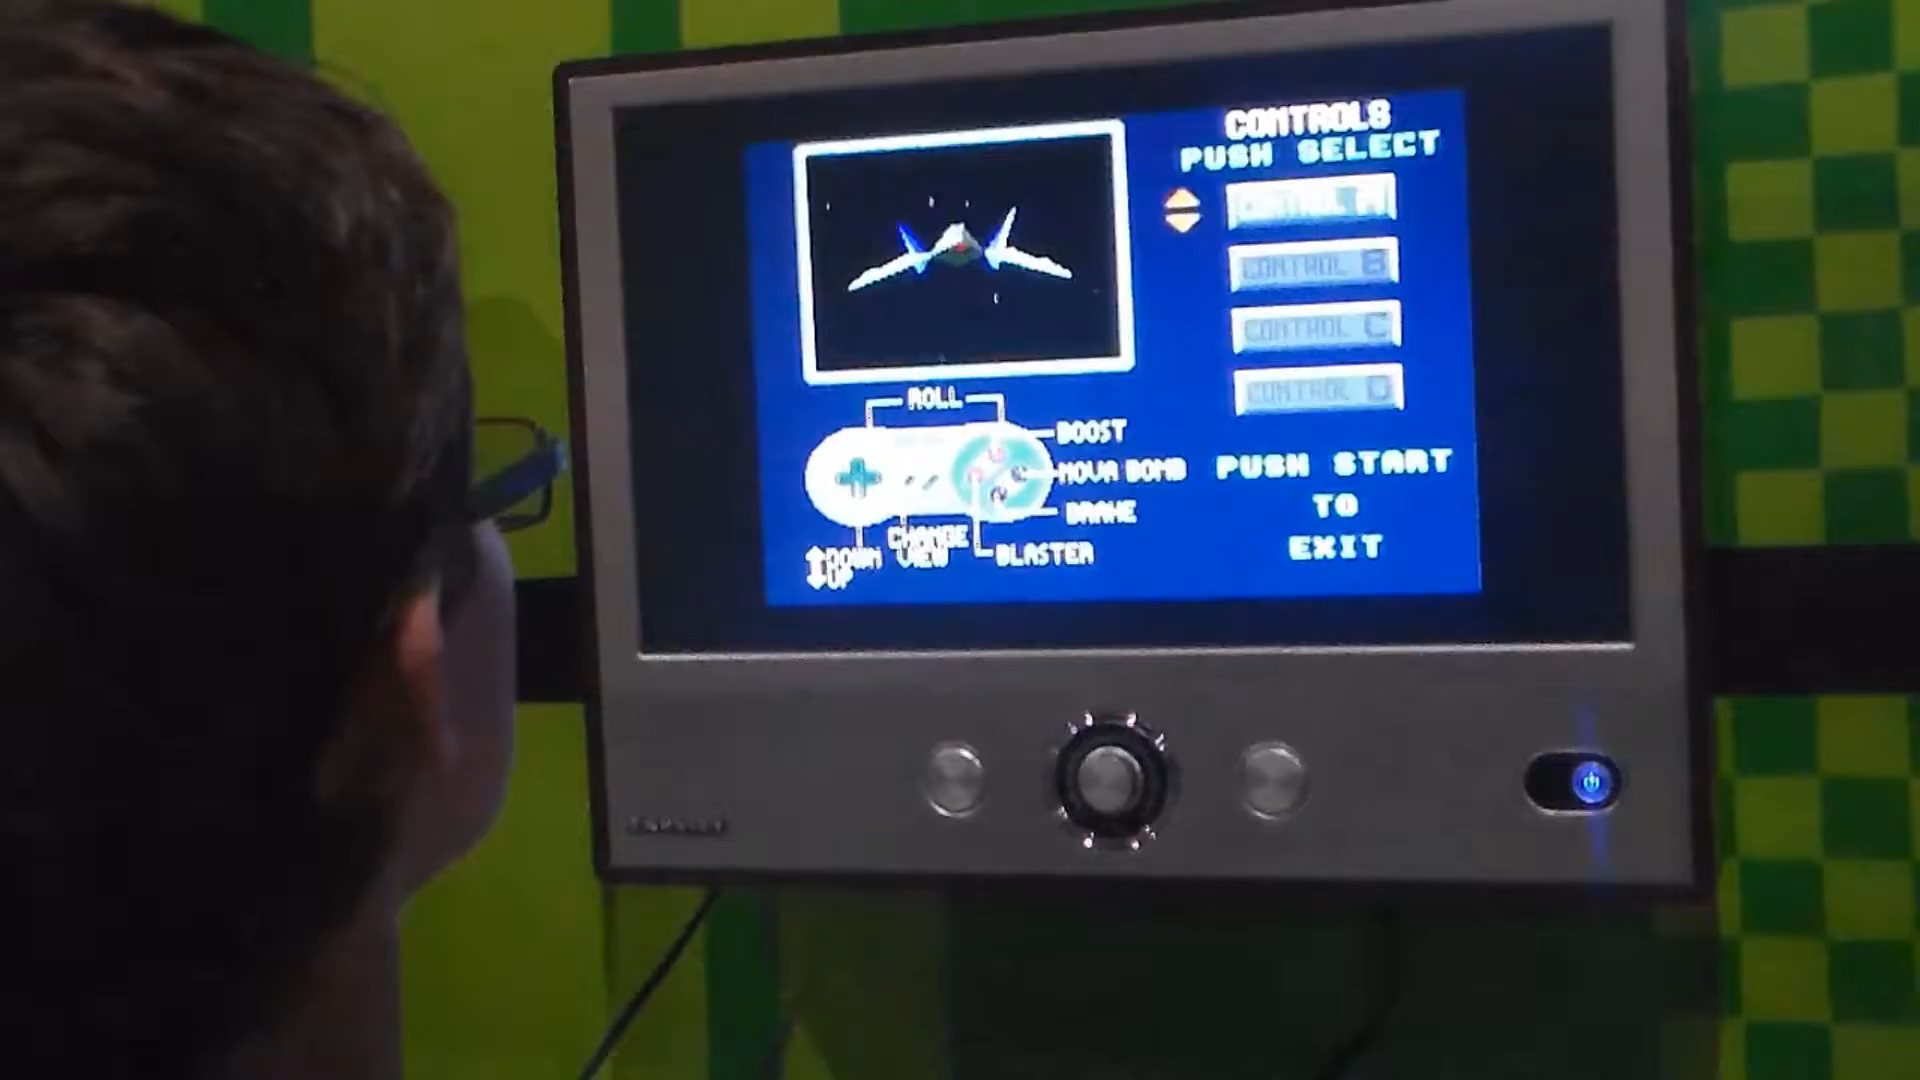 CONTROLS
PUSH SELECT
CONTROL A
CONTROL B
CONTROL C
CONTROL D
ROLL
BOOST
NOVA BOMB
BRAKE
BLASTER
CHANGE
VIEW
DOWN
UP
PUSH START
TO
EXIT